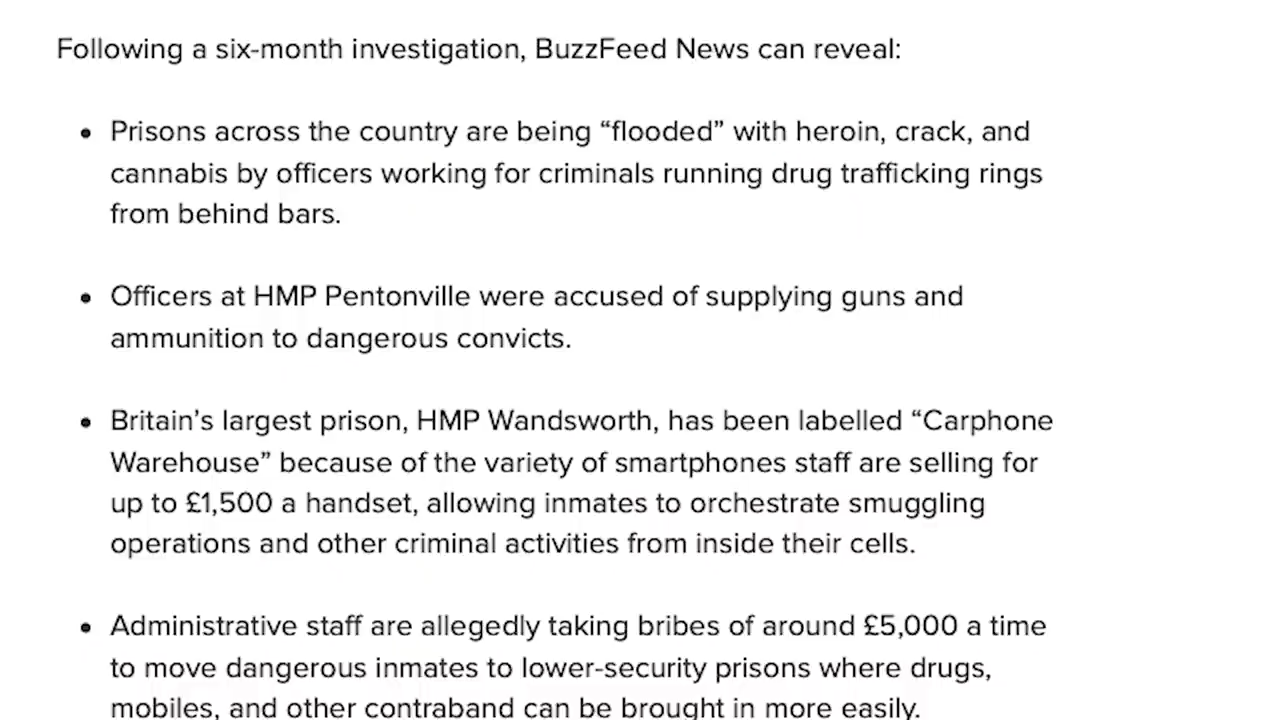 Following a six-month investigation, BuzzFeed News can reveal:
• Prisons across the country are being “flooded” with heroin, crack, and
cannabis by officers working for criminals running drug trafficking rings
from behind bars.
• Officers at HMP Pentonville were accused of supplying guns and
ammunition to dangerous convicts.
• Britain’s largest prison, HMP Wandsworth, has been labelled “Carphone
Warehouse” because of the variety of smartphones staff are selling for
up to £1,500 a handset, allowing inmates to orchestrate smuggling
operations and other criminal activities from inside their cells.
• Administrative staff are allegedly taking bribes of around £5,000 a time
to move dangerous inmates to lower-security prisons where drugs,
mobiles, and other contraband can be brought in more easily.